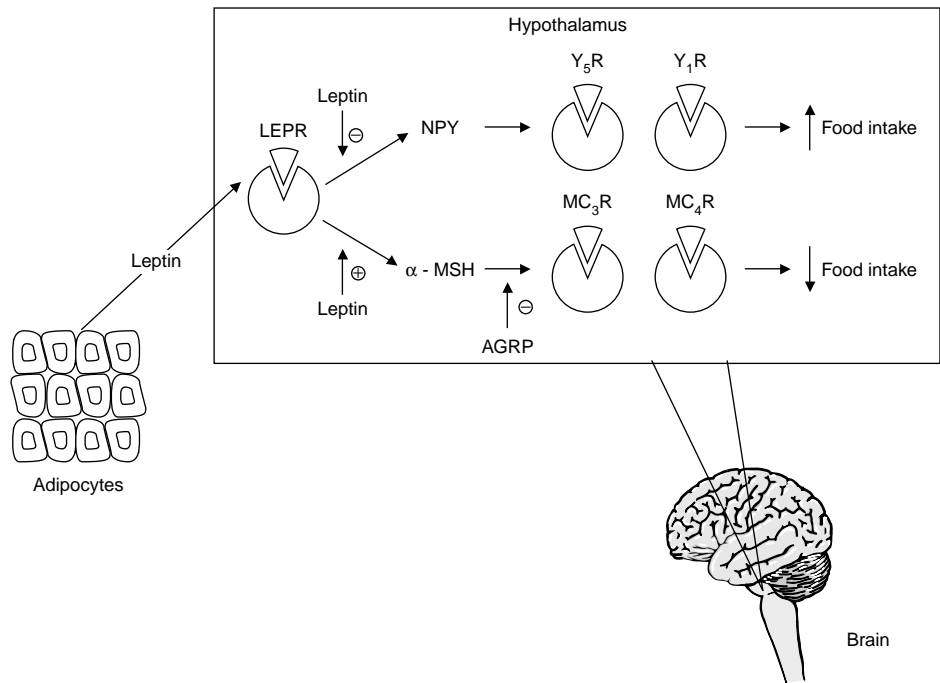 Hypothalamus
Y5R
Y1R
Leptin
LEPR
⊖
NPY
Food intake
MC3R
MC4R
Leptin
⊕
α - MSH
Food intake
Leptin
⊖
AGRP
Adipocytes
Brain